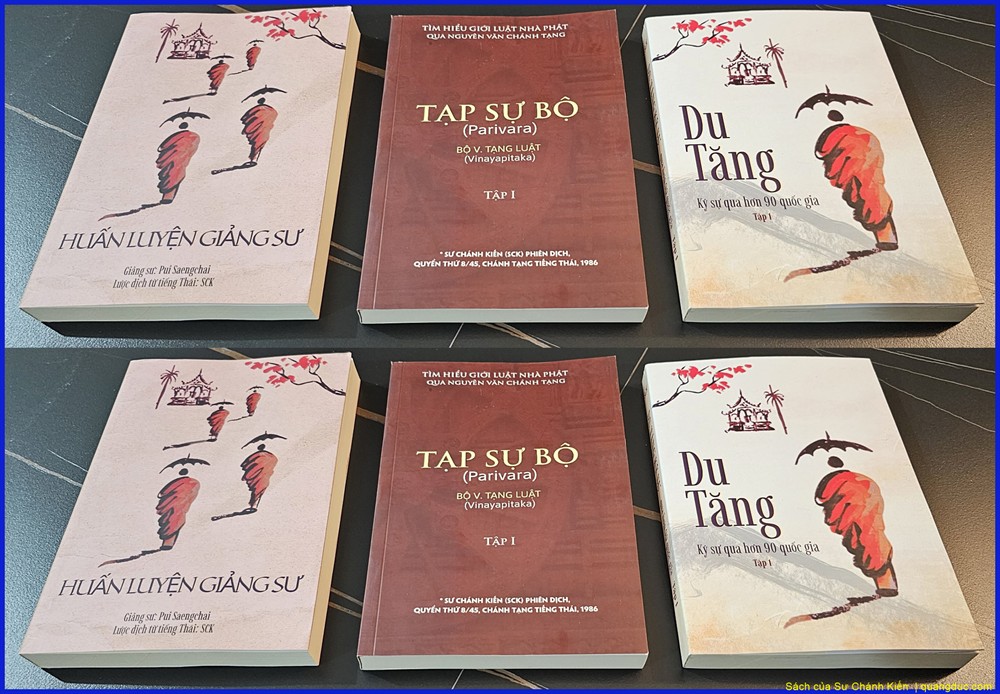 HUẤN LUYỆN GIẢNG SƯ
Giảng sư: Pui Saengchai
Lược dịch từ tiếng Thái: SCK
TÌM HIỂU GIỚI LUẬT NHÀ PHẬT
QUA NGUYÊN VĂN CHÁNH TẠNG
TẠP SỰ BỘ
(Parivara)
BỘ V. TẠNG LUẬT
(Vinayapitaka)
TẬP I
" SƯ CHÁNH KIẾN (SCK) PHIÊN DỊCH,
QUYỂN THỨ 8/45, CHÁNH TẠNG TIẾNG THÁI, 1986
Du
Tăng
Ký sự qua hơn 90 quốc gia
Tập 1
HUẤN LUYỆN GIẢNG SƯ
Giảng sư: Pui Saengchai
Lược dịch từ tiếng Thái: SCK
TÌM HIỂU GIỚI LUẬT NHÀ PHẬT
QUA NGUYÊN VĂN CHÁNH TẠNG
TẠP SỰ BỘ
(Parivara)
BỘ V. TẠNG LUẬT
(Vinayapitaka)
TẬP I
" SƯ CHÁNH KIẾN (SCK) PHIÊN DỊCH,
QUYỂN THỨ 8/45, CHÁNH TẠNG TIẾNG THÁI, 1986
Du
Tăng
Ký sự qua hơn 90 quốc gia
Tập 1
Sách của Sư Chánh Kiến | quangduc.com